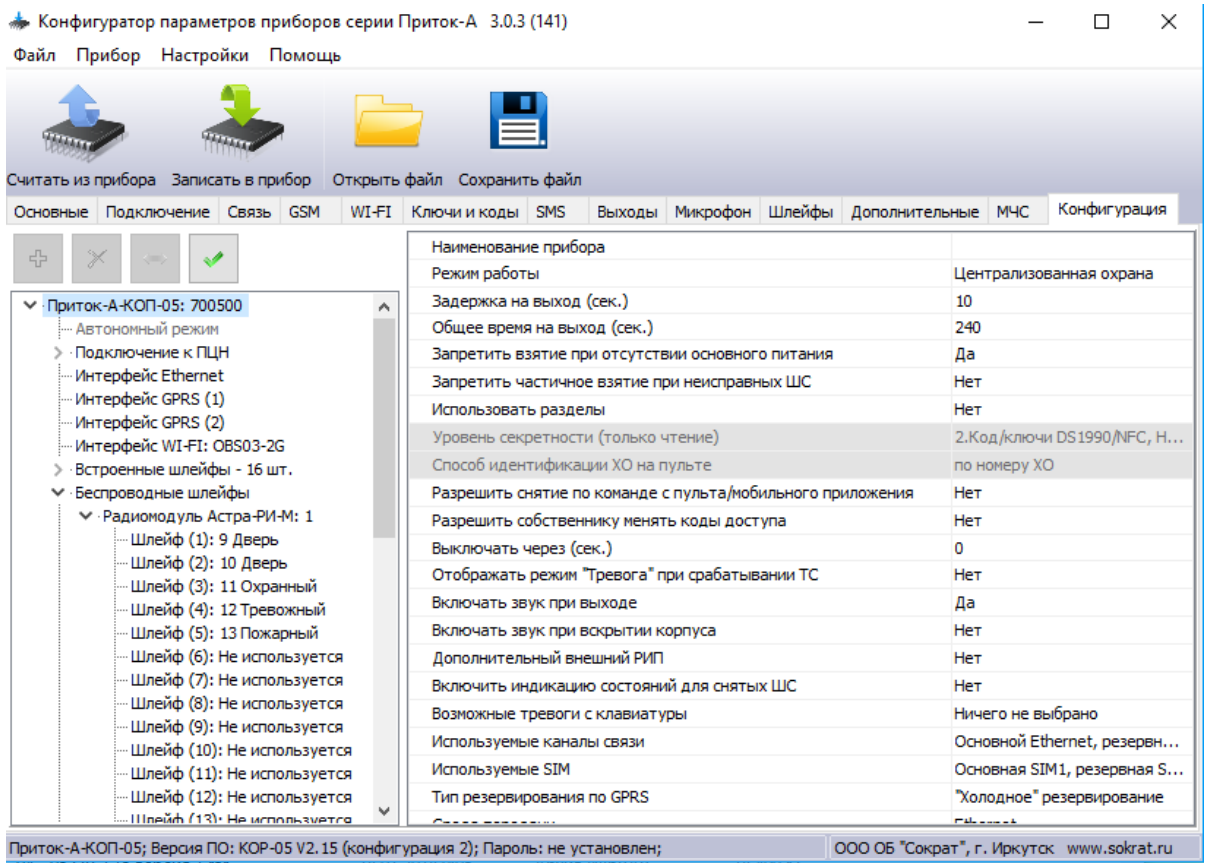 Конфигуратор параметров приборов серии Приток-А 3.0.3 (141)
Файл Прибор Настройки Помощь
Считать из прибора Записать в прибор Открыть файл Сохранить файл
Основные Подключение Связь GSM WI-FI Ключи и коды SMS Выходы Микрофон Шлейфы Дополнительные МЧС Конфигурация
Приток-А-КОП-05: 700500
Автономный режим
Подключение к ПЦН
Интерфейс Ethernet
Интерфейс GPRS (1)
Интерфейс GPRS (2)
Интерфейс WI-FI: OBS03-2G
Встроенные шлейфы - 16 шт.
Беспроводные шлейфы
Радиомодуль Астра-РИ-М: 1
Шлейф (1): 9 Дверь
Шлейф (2): 10 Дверь
Шлейф (3): 11 Охранный
Шлейф (4): 12 Тревожный
Шлейф (5): 13 Пожарный
Шлейф (6): Не используется
Шлейф (7): Не используется
Шлейф (8): Не используется
Шлейф (9): Не используется
Шлейф (10): Не используется
Шлейф (11): Не используется
Шлейф (12): Не используется
Шлейф (13): Не используется
Наименование прибора
Режим работы Централизованная охрана
Задержка на выход (сек.) 10
Общее время на выход (сек.) 240
Запретить взятие при отсутствии основного питания Да
Запретить частичное взятие при неисправных ШС Нет
Использовать разделы Нет
Уровень секретности (только чтение) 2.Код/ключи DS1990/NFC, Н...
Способ идентификации ХО на пульте по номеру ХО
Разрешить снятие по команде с пульта/мобильного приложения Нет
Разрешить собственнику менять коды доступа Нет
Выключать через (сек.) 0
Отображать режим "Тревога" при срабатывании ТС Нет
Включать звук при выходе Да
Включать звук при вскрытии корпуса Нет
Дополнительный внешний РИП Нет
Включить индикацию состояний для снятых ШС Нет
Возможные тревоги с клавиатуры Ничего не выбрано
Используемые каналы связи Основной Ethernet, резервн...
Используемые SIM Основная SIM1, резервная S...
Тип резервирования по GPRS "Холодное" резервирование
Приток-А-КОП-05; Версия ПО: КОР-05 V2.15 (конфигурация 2); Пароль: не установлен; ООО ОБ "Сократ", г. Иркутск www.sokrat.ru